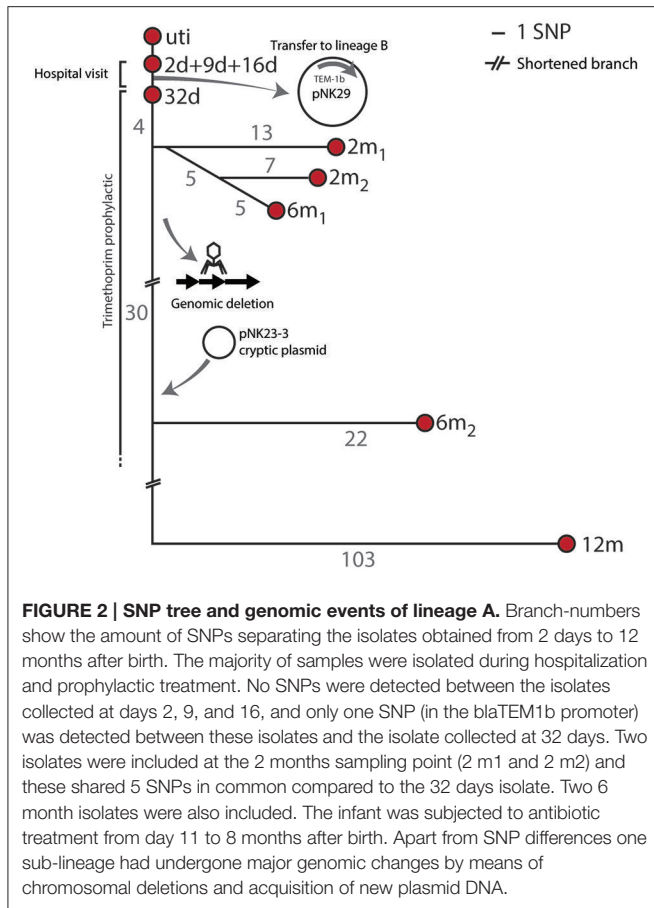 uti
2d+9d+16d
32d
Hospital visit
Transfer to lineage B
TEM-1b
pNK29
1 SNP
Shortened branch
4
13
2m1
7
2m2
5
5
6m1
Trimethoprim prophylactic
Genomic deletion
30
pNK23-3
cryptic plasmid
6m2
22
12m
103
FIGURE 2 | SNP tree and genomic events of lineage A. Branch-numbers
show the amount of SNPs separating the isolates obtained from 2 days to 12
months after birth. The majority of samples were isolated during hospitalization
and prophylactic treatment. No SNPs were detected between the isolates
collected at days 2, 9, and 16, and only one SNP (in the blaTEM1b promoter)
was detected between these isolates and the isolate collected at 32 days. Two
isolates were included at the 2 months sampling point (2 m1 and 2 m2) and
these shared 5 SNPs in common compared to the 32 days isolate. Two 6
month isolates were also included. The infant was subjected to antibiotic
treatment from day 11 to 8 months after birth. Apart from SNP differences one
sub-lineage had undergone major genomic changes by means of
chromosomal deletions and acquisition of new plasmid DNA.